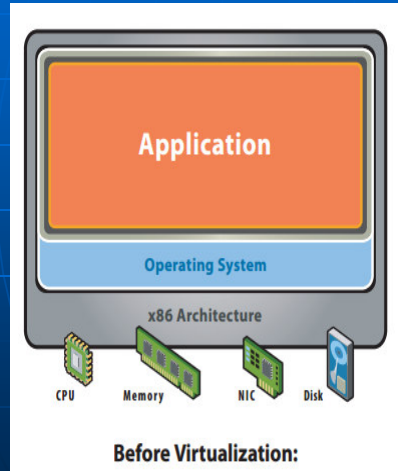 Application
Operating System
x86 Architecture
CPU Memory NIC Disk
Before Virtualization: